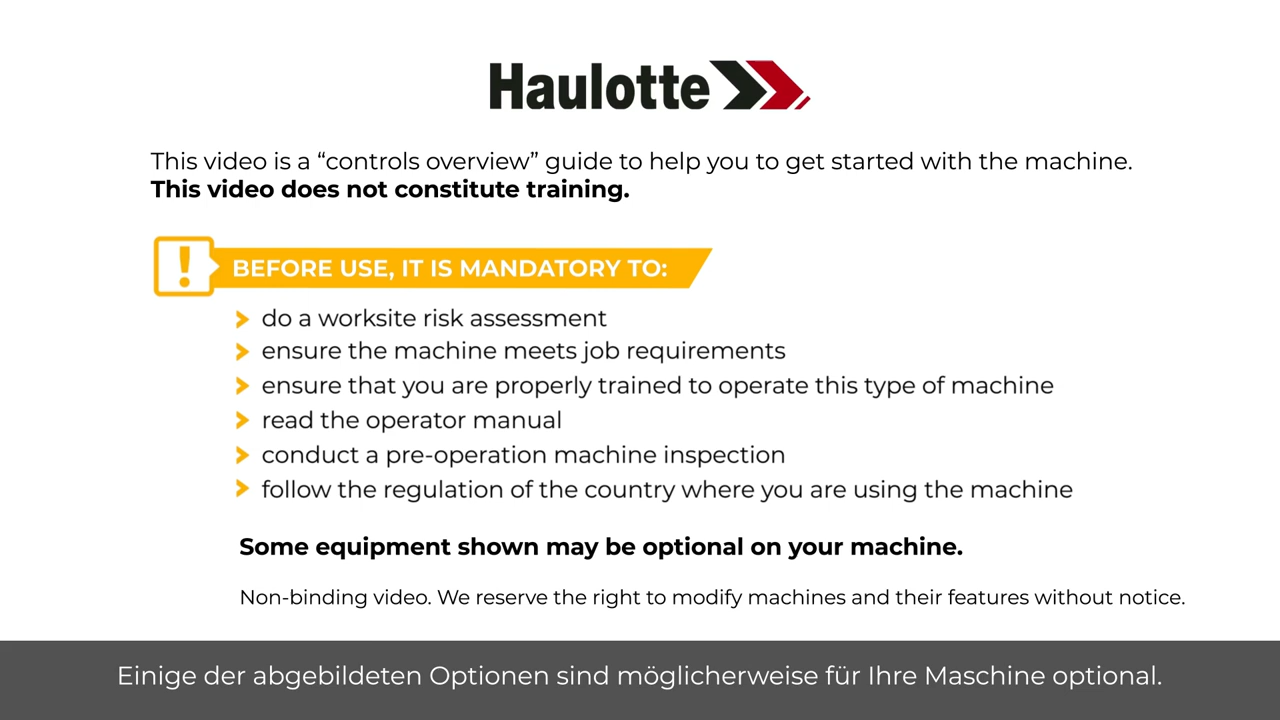 Haulotte
This video is a “controls overview” guide to help you to get started with the machine.
This video does not constitute training.
! BEFORE USE, IT IS MANDATORY TO:
do a worksite risk assessment
ensure the machine meets job requirements
ensure that you are properly trained to operate this type of machine
read the operator manual
conduct a pre-operation machine inspection
follow the regulation of the country where you are using the machine
Some equipment shown may be optional on your machine.
Non-binding video. We reserve the right to modify machines and their features without notice.
Einige der abgebildeten Optionen sind möglicherweise für Ihre Maschine optional.